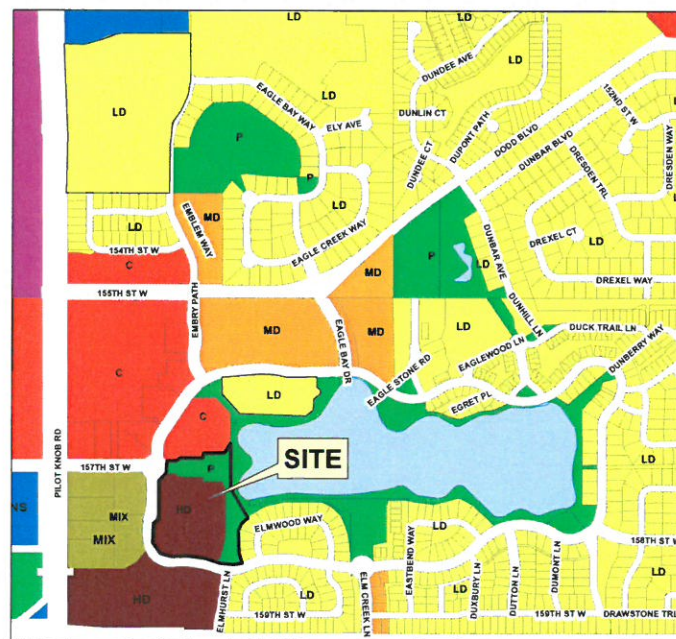 LD
LD
LD
DUNDEE AVE
EAGLE BAY WAY
ELY AVE
DUNLIN CT
DUPONT PATH
DUNDEE CT
DODD BLVD
DUNBAR BLVD
152ND ST W
DRESDEN TRL
DRESDEN WAY
P
P
LD
LD
EMBLEM WAY
MD
EAGLE CREEK WAY
154TH ST W
C
MD
P
LD
DUNBAR AVE
DREXEL CT
LD
DREXEL WAY
155TH ST W
EMBRY PATH
MD
EAGLE BAY DR
MD
LD
DUNHILL LN
DUCK TRAIL LN
EAGLEWOOD LN
DUNBERRY WAY
C
EAGLE STONE RD
EGRET PL
LD
C
PILOT KNOB RD
157TH ST W
P
SITE
LD
NS
MIX
MIX
HD
ELMWOOD WAY
LD
EASTBEND WAY
LD
DUXBURY LN
DUTTON LN
DUMONT LN
158TH ST W
HD
ELMHURST LN
LD
159TH ST W
ELM CREEK LN
LD
159TH ST W
LD
DRAWSTONE TRL